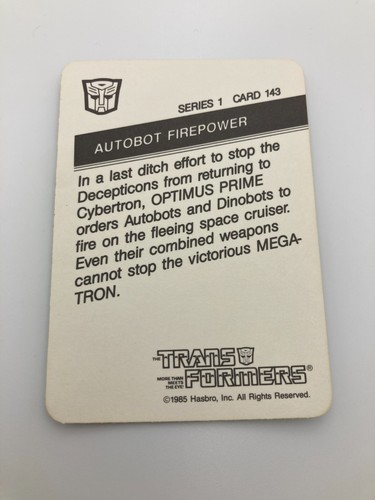 SERIES 1 CARD 143
AUTOBOT FIREPOWER
In a last ditch effort to stop the
Decepticons from returning to
Cybertron, OPTIMUS PRIME
orders Autobots and Dinobots to
fire on the fleeing space cruiser.
Even their combined weapons
cannot stop the victorious MEGA-
TRON.
THE TRANSFORMERS®
MORE THAN
MEETS
THE EYE!
©1985 Hasbro, Inc. All Rights Reserved.